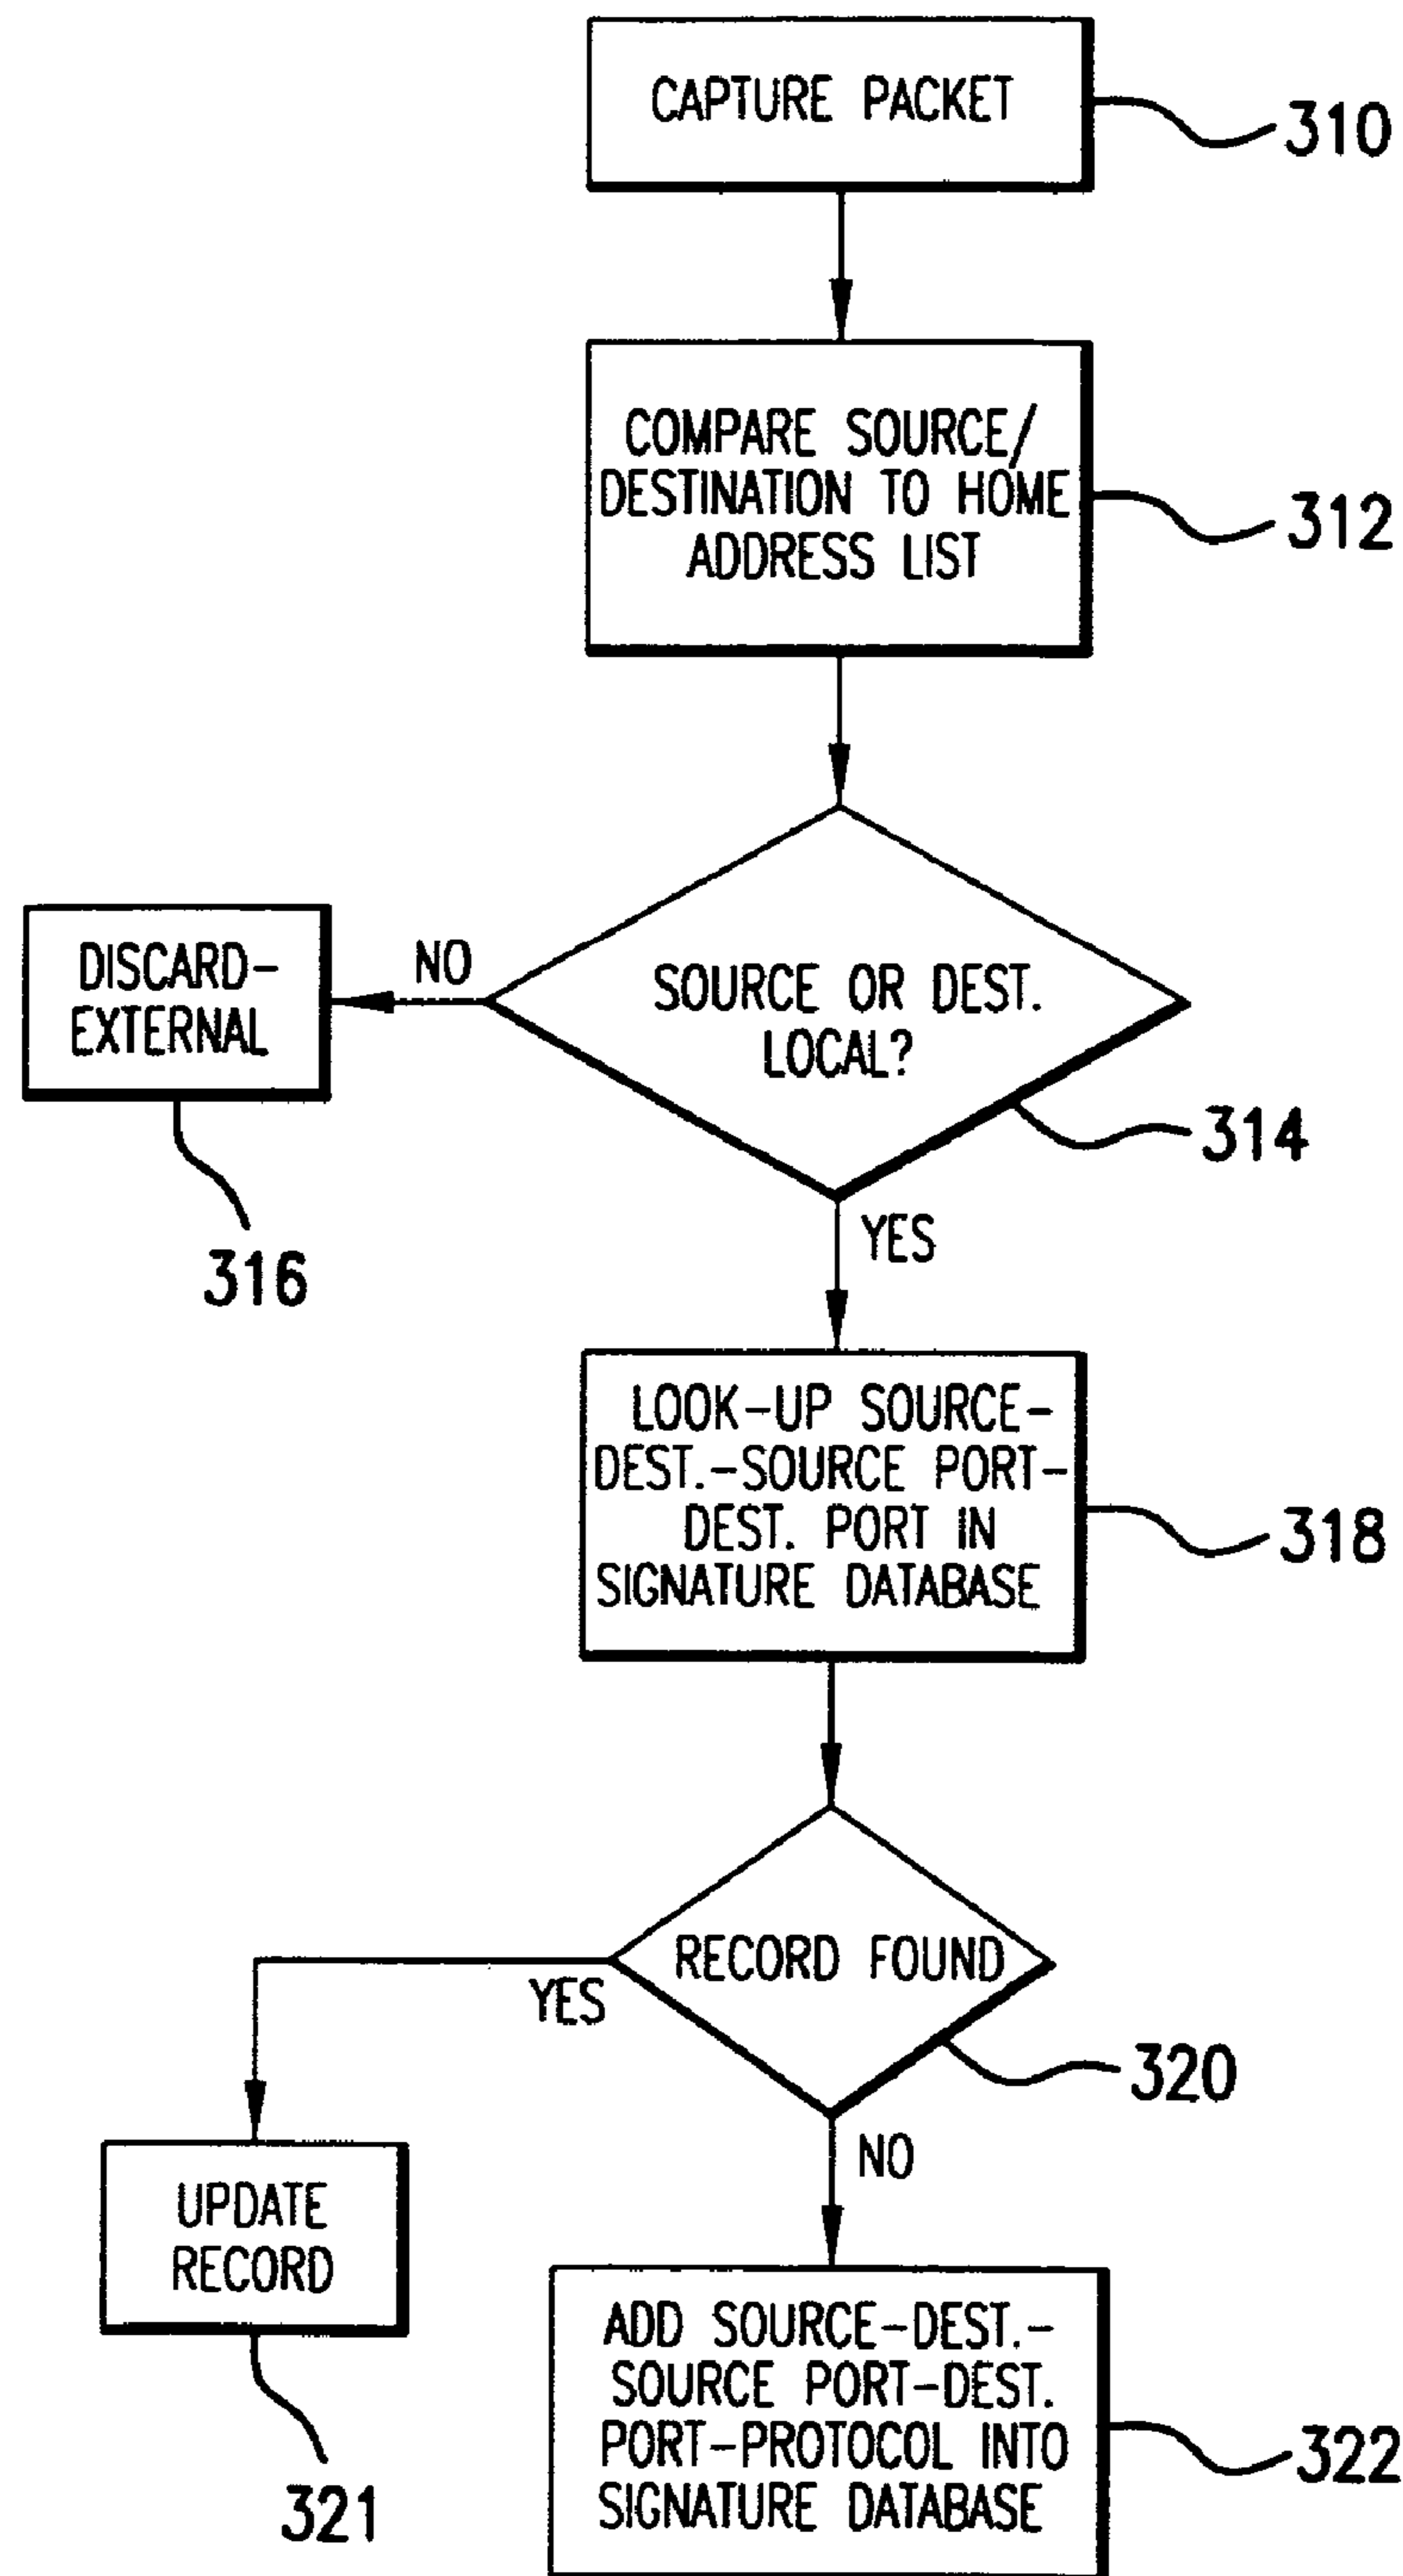 CAPTURE PACKET
310
COMPARE SOURCE/
DESTINATION TO HOME
ADDRESS LIST
312
SOURCE OR DEST.
LOCAL?
314
NO
DISCARD-
EXTERNAL
316
YES
LOOK-UP SOURCE-
DEST.-SOURCE PORT-
DEST. PORT IN
SIGNATURE DATABASE
318
RECORD FOUND
320
YES
UPDATE
RECORD
321
NO
ADD SOURCE-DEST.-
SOURCE PORT-DEST.
PORT-PROTOCOL INTO
SIGNATURE DATABASE
322